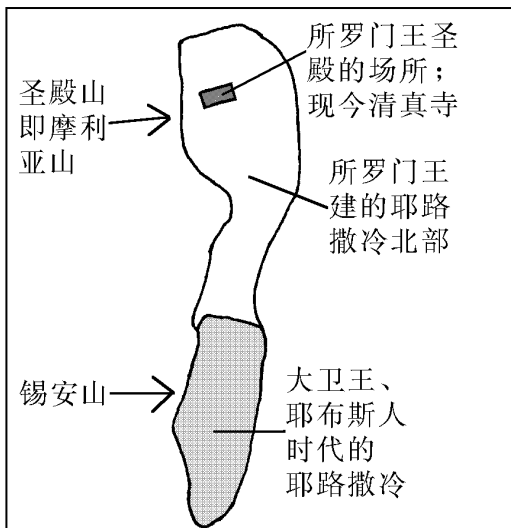 所罗门王圣
殿的场所；
现今清真寺
圣殿山
即摩利
亚山
所罗门王
建的耶路
撒冷北部
锡安山
大卫王、
耶布斯人
时代的
耶路撒冷